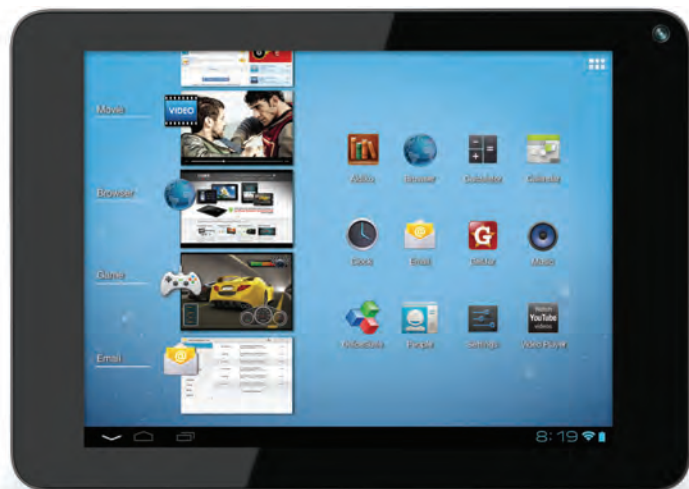 Movie
VIDEO
Browser
Game
Email
Aldiko
Browser
Calculator
Calendar
Clock
Email
GetJar
Music
People
Settings
YouTube
videos
Video Player
8:19